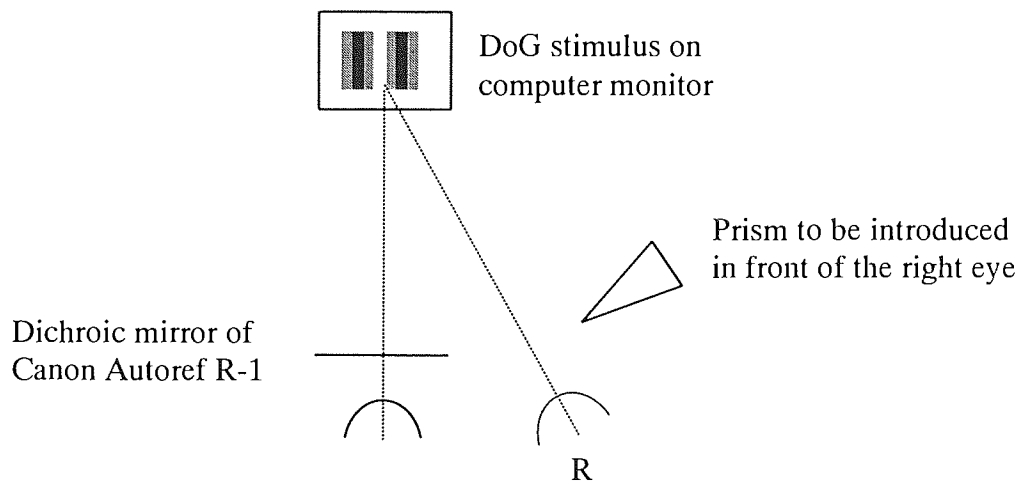 DoG stimulus on
computer monitor
Prism to be introduced
in front of the right eye
Dichroic mirror of
Canon Autoref R-1
R